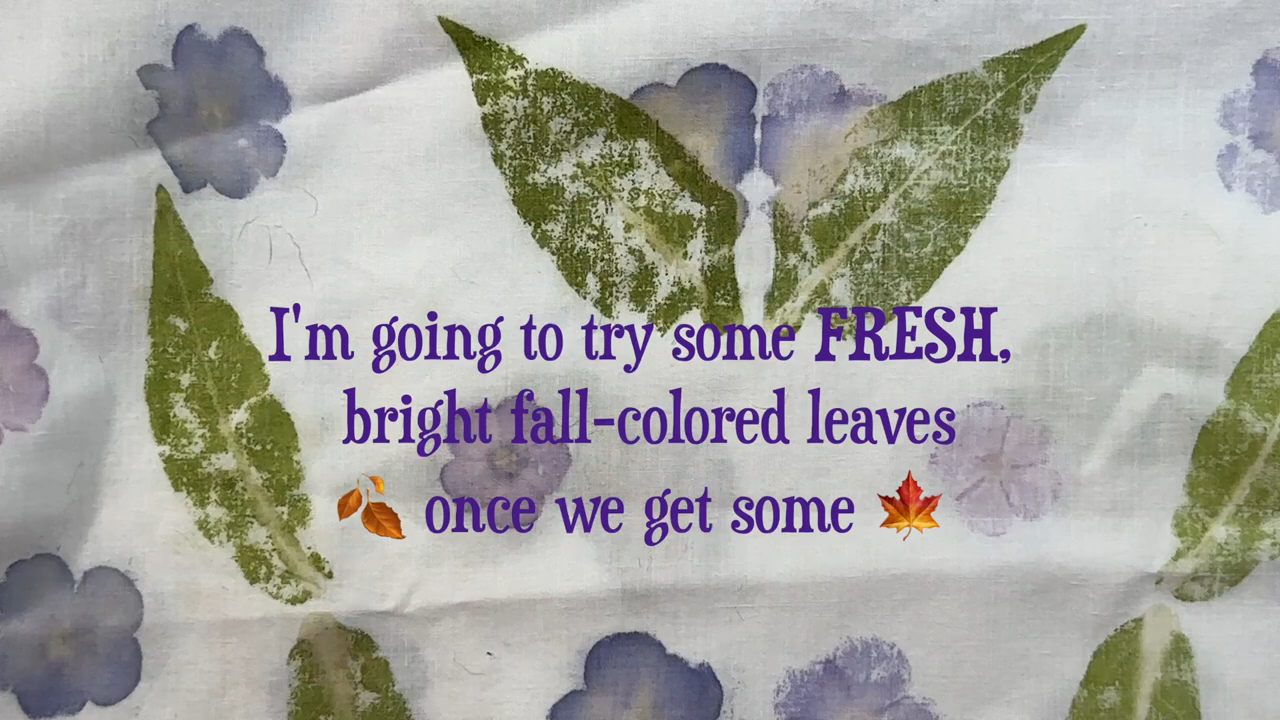 I'm going to try some FRESH,
bright fall-colored leaves
🍂 once we get some 🍁